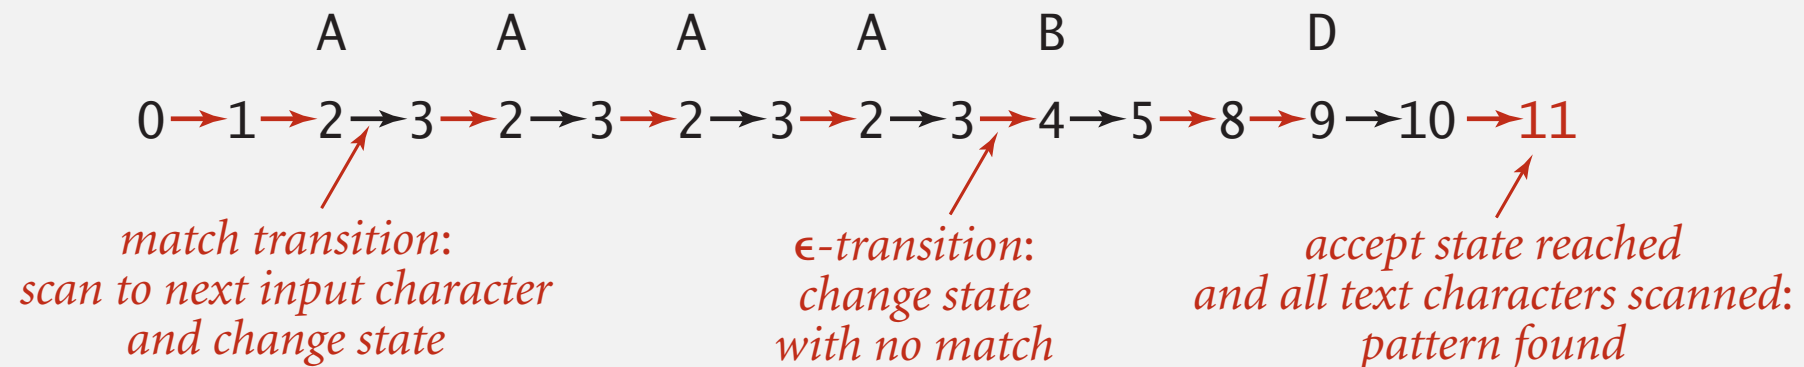 A A A A B D
0 1 2 3 2 3 2 3 2 3 4 5 8 9 10 11
match transition:
scan to next input character
and change state
ϵ-transition:
change state
with no match
accept state reached
and all text characters scanned:
pattern found